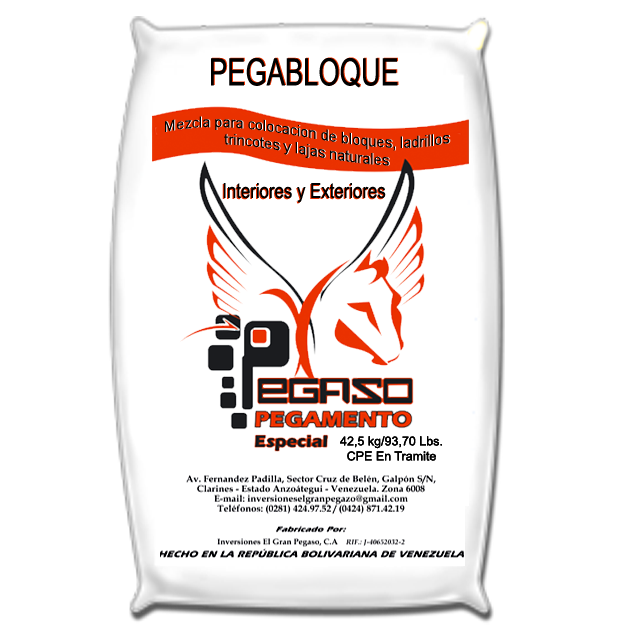 PEGABLOQUE
Mezcla para colocacion de bloques, ladrillos
trincotes y lajas naturales
Interiores y Exteriores
PEGASO
PEGAMENTO
Especial 42,5 kg/93,70 Lbs.
CPE En Tramite
Av. Fernandez Padilla, Sector Cruz de Belén, Galpón S/N,
Clarines - Estado Anzoátegui - Venezuela. Zona 6008
E-mail: inversioneselgranpegazo@gmail.com
Teléfonos: (0281) 424.97.52 / (0424) 871.42.19
Fabricado Por:
Inversiones El Gran Pegaso, C.A RIF.: J-40652032-2
HECHO EN LA REPÚBLICA BOLIVARIANA DE VENEZUELA